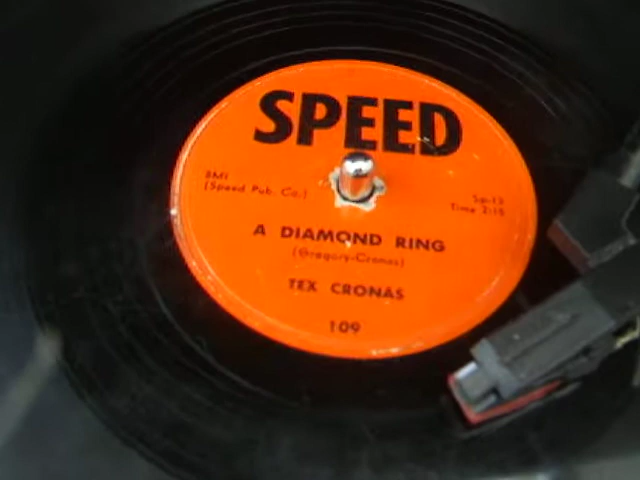 SPEED
BMI
(Speed Pub. Co.)
Sp-13
Time 2:15
A DIAMOND RING
(Gregory-Cronas)
TEX CRONAS
109